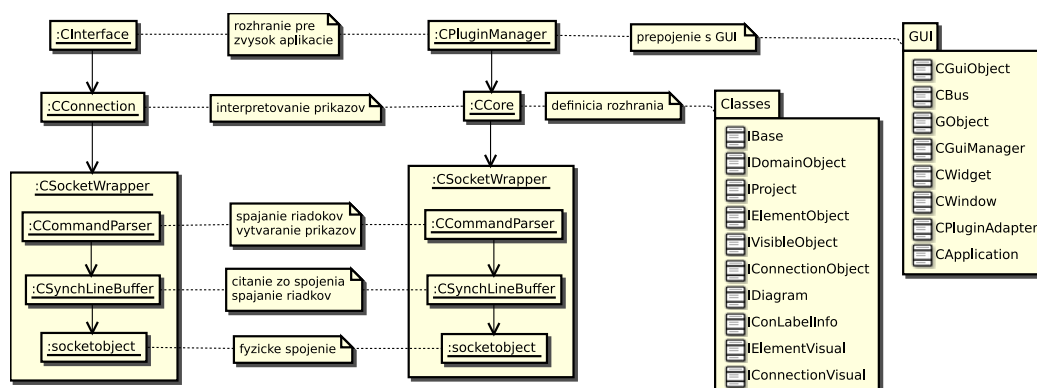 :CInterface
rozhranie pre
zvysok aplikacie
:CPluginManager
prepojenie s GUI
GUI
CGuiObject
CBus
GObject
CGuiManager
CWidget
CWindow
CPluginAdapter
CApplication
:CConnection
interpretovanie prikazov
:CCore
definicia rozhrania
Classes
IBase
IDomainObject
IProject
IElementObject
IVisibleObject
IConnectionObject
IDiagram
IConLabelInfo
IElementVisual
IConnectionVisual
:CSocketWrapper
:CCommandParser
:CSynchLineBuffer
:socketobject
spajanie riadokov
vytvaranie prikazov
citanie zo spojenia
spajanie riadkov
fyzicke spojenie
:CSocketWrapper
:CCommandParser
:CSynchLineBuffer
:socketobject